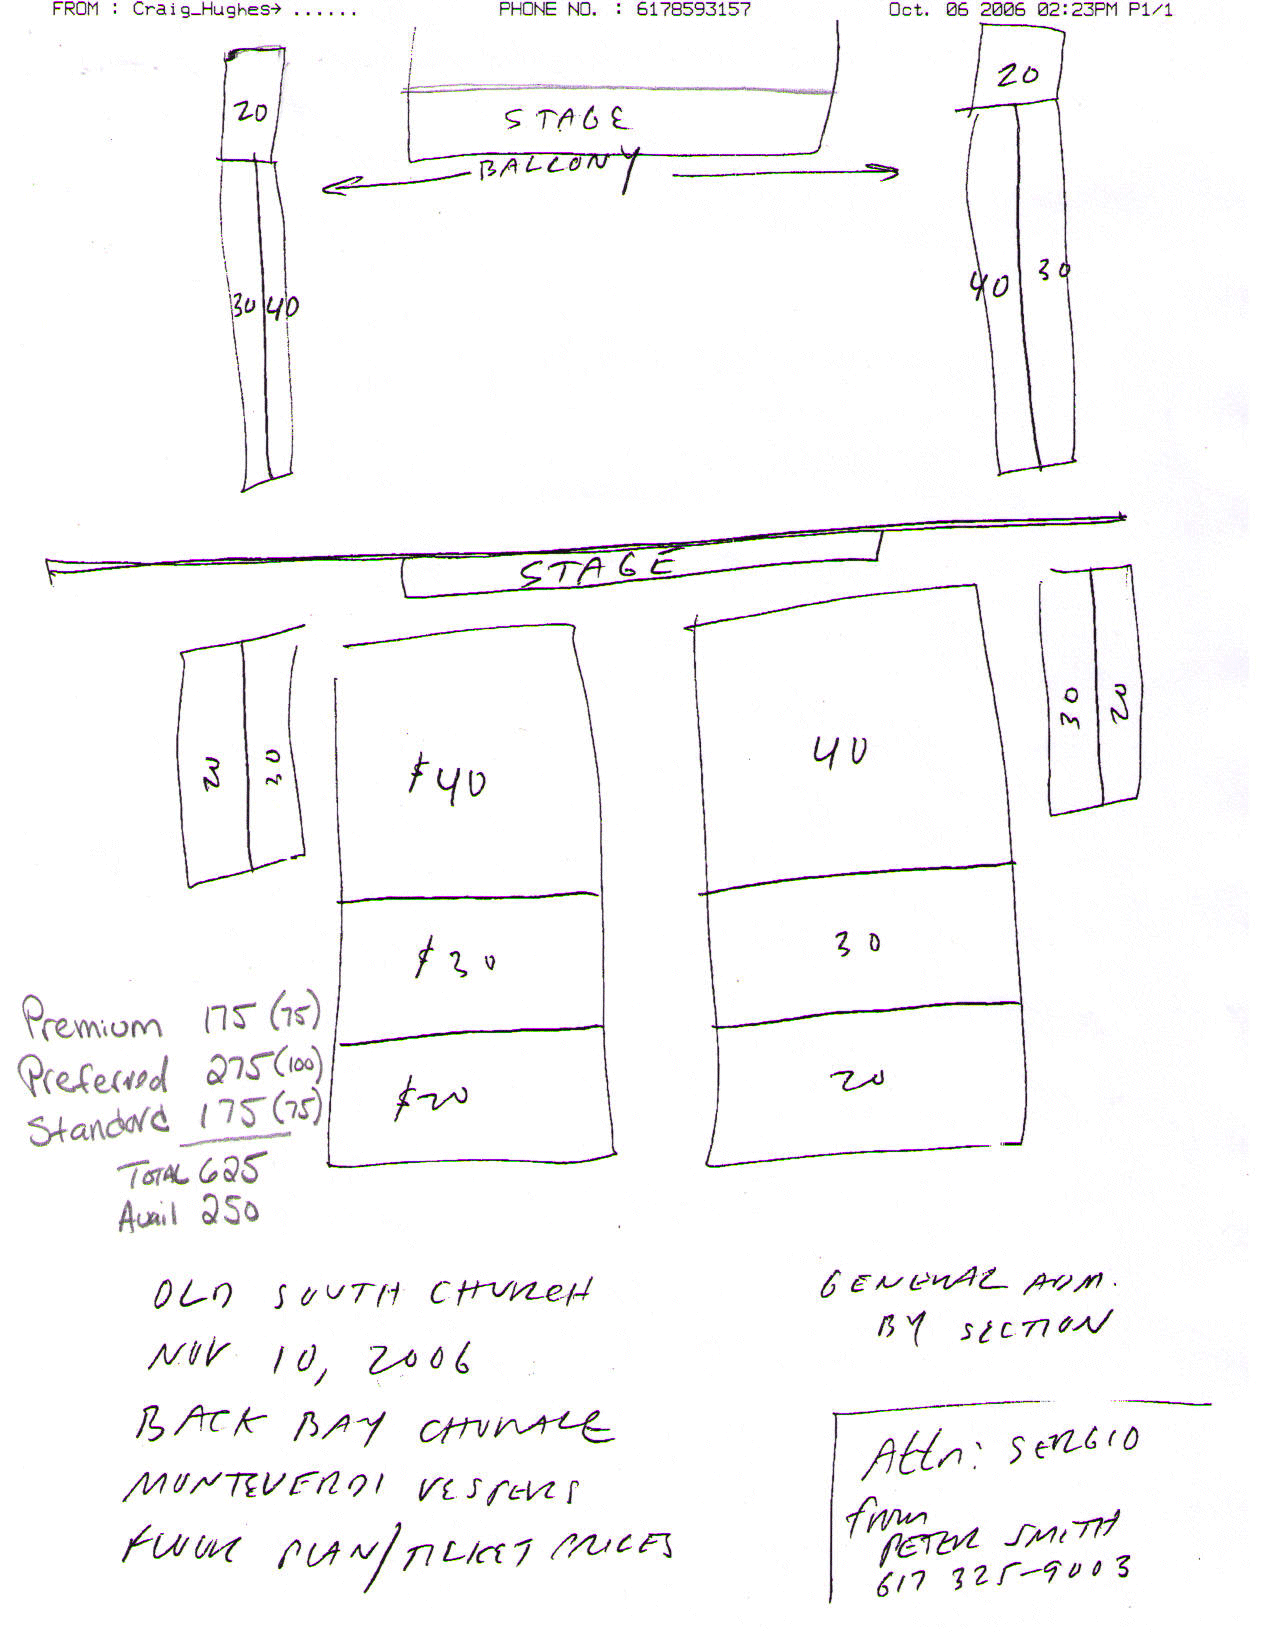 FROM : Craig_Hughes→ ...... PHONE NO. : 6178593157 Oct. 06 2006 02:23PM P1/1
20 STAGE 20
BALCONY
30 40 40 30
STAGE
20 30 $40 40 30 20
$30 30
$20 20
Premium 175 (75)
Preferred 275 (100)
Standard 175 (75)
TOTAL 625
Avail 250
OLD SOUTH CHURCH
NOV 10, 2006
BACK BAY CHORALE
MONTEVERDI VESPERS
FLOOR PLAN/TICKET PRICES
GENERAL ADM.
BY SECTION
Attn: SERGIO
from
PETER SMITH
617 325-9003